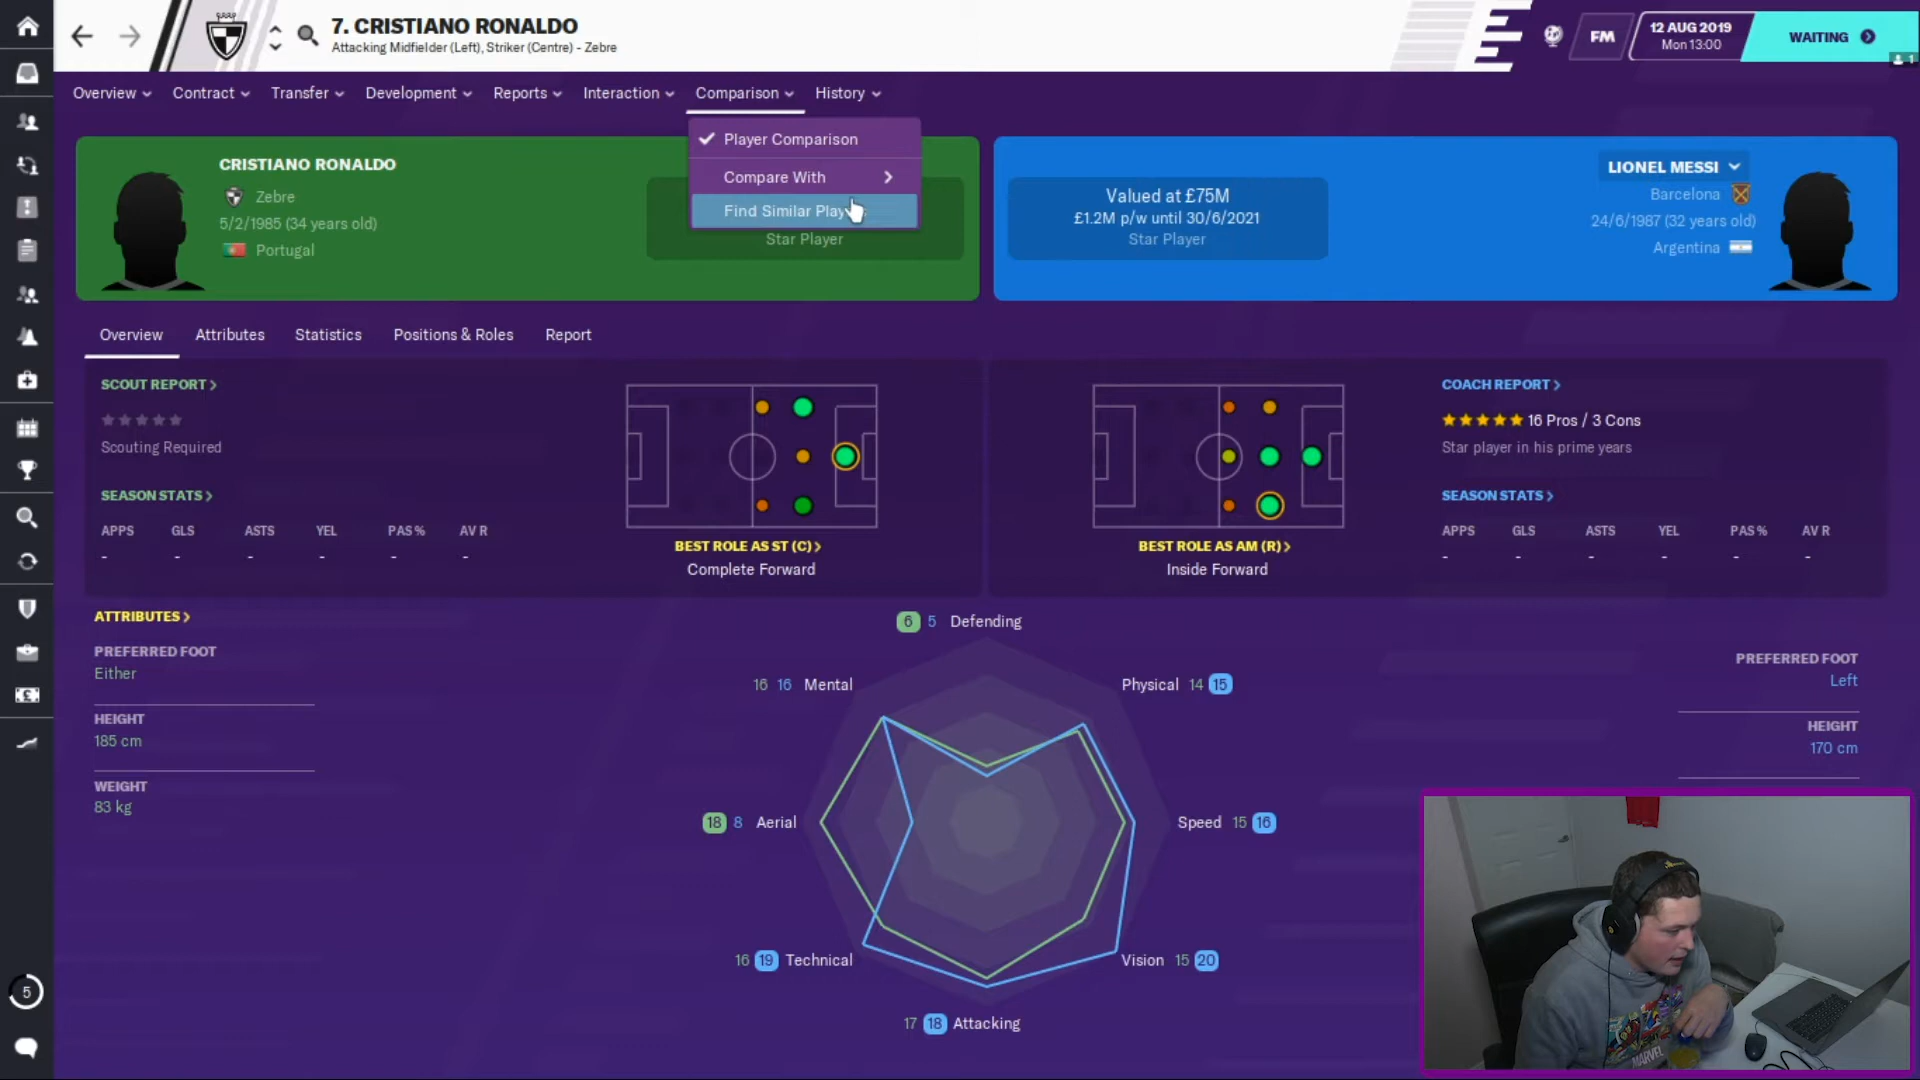 7. CRISTIANO RONALDO
Attacking Midfielder (Left), Striker (Centre) - Zebre
FM
12 AUG 2019
Mon 13:00
WAITING
1
Overview
Contract
Transfer
Development
Reports
Interaction
Comparison
History
Player Comparison
Compare With
Find Similar
CRISTIANO RONALDO
Zebre
5/2/1985 (34 years old)
Portugal
Star Player
Valued at £75M
£1.2M p/w until 30/6/2021
Star Player
LIONEL MESSI
Barcelona
24/6/1987 (32 years old)
Argentina
Overview
Attributes
Statistics
Positions & Roles
Report
SCOUT REPORT
Scouting Required
SEASON STATS
APPS GLS ASTS YEL PAS % AV R
- - - - - -
BEST ROLE AS ST (C)
Complete Forward
BEST ROLE AS AM (R)
Inside Forward
COACH REPORT
16 Pros / 3 Cons
Star player in his prime years
SEASON STATS
APPS GLS ASTS YEL PAS % AV R
- - - - - -
ATTRIBUTES
PREFERRED FOOT
Either
HEIGHT
185 cm
WEIGHT
83 kg
6 5 Defending
16 16 Mental
Physical 14 15
18 8 Aerial
Speed 15 16
16 19 Technical
Vision 15 20
17 18 Attacking
PREFERRED FOOT
Left
HEIGHT
170 cm
5
MARVEL